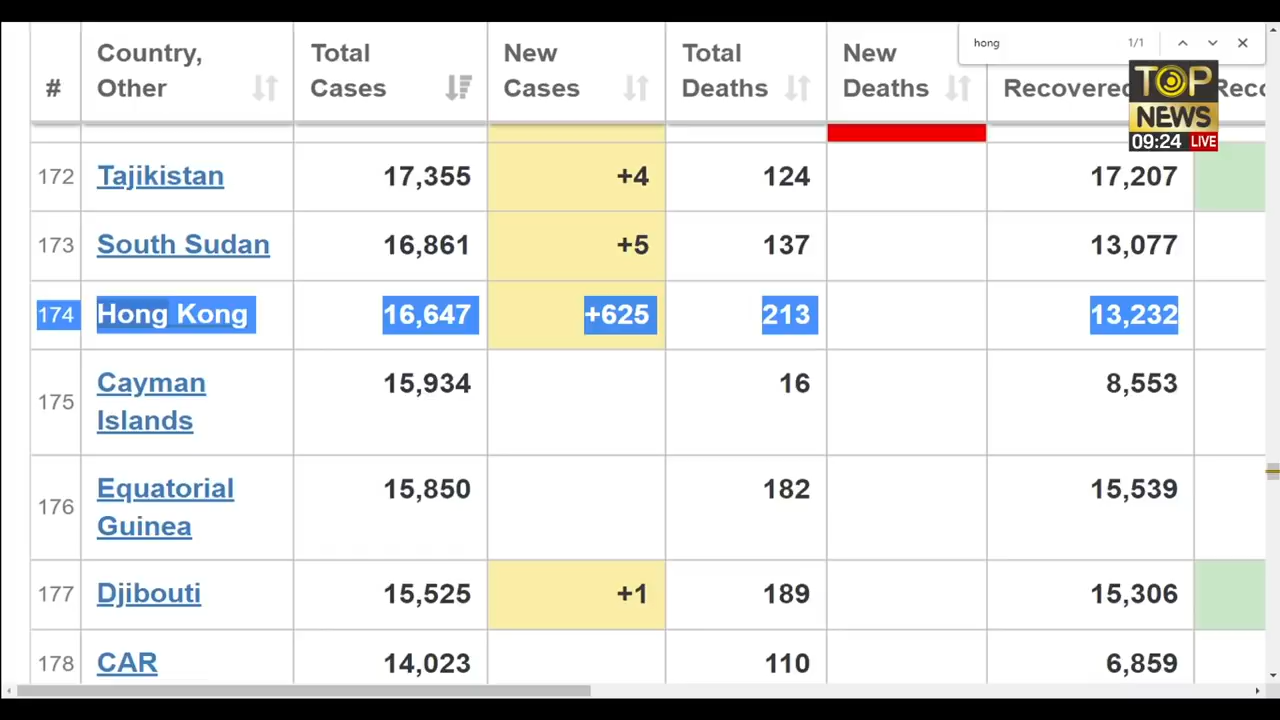 hong 1/1
# Country, Other Total Cases New Cases Total Deaths New Deaths Recovered
TOP
NEWS
09:24 LIVE
172 Tajikistan 17,355 +4 124 17,207
173 South Sudan 16,861 +5 137 13,077
174 Hong Kong 16,647 +625 213 13,232
175 Cayman Islands 15,934 16 8,553
176 Equatorial Guinea 15,850 182 15,539
177 Djibouti 15,525 +1 189 15,306
178 CAR 14,023 110 6,859